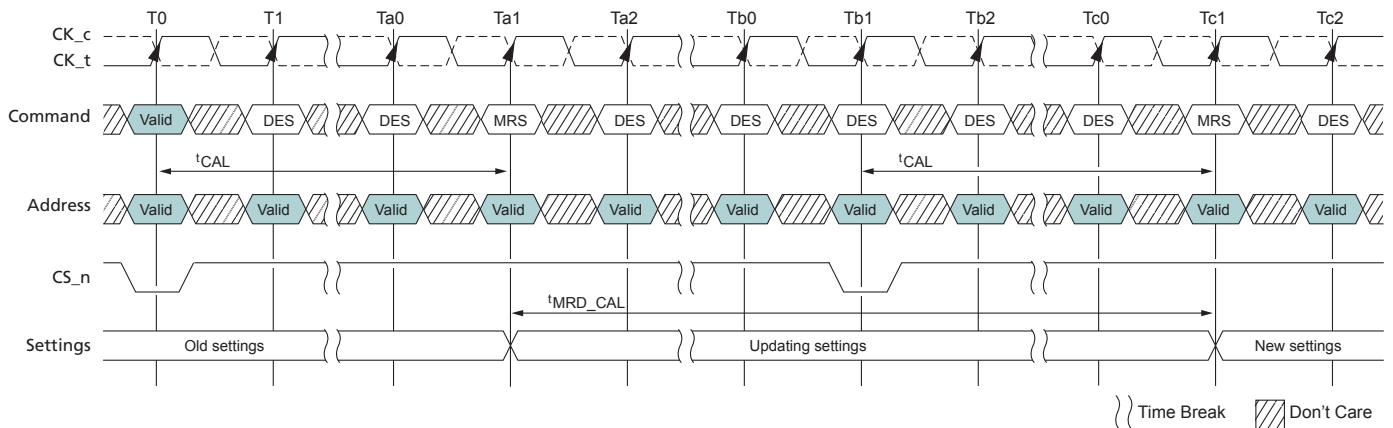 T0 T1 Ta0 Ta1 Ta2 Tb0 Tb1 Tb2 Tc0 Tc1 Tc2
CK_c
CK_t
Command Valid DES DES MRS DES DES DES DES DES MRS DES
tCAL tCAL
Address Valid Valid Valid Valid Valid Valid Valid Valid Valid Valid Valid
CS_n
tMRD_CAL
Settings Old settings Updating settings New settings
Time Break Don't Care